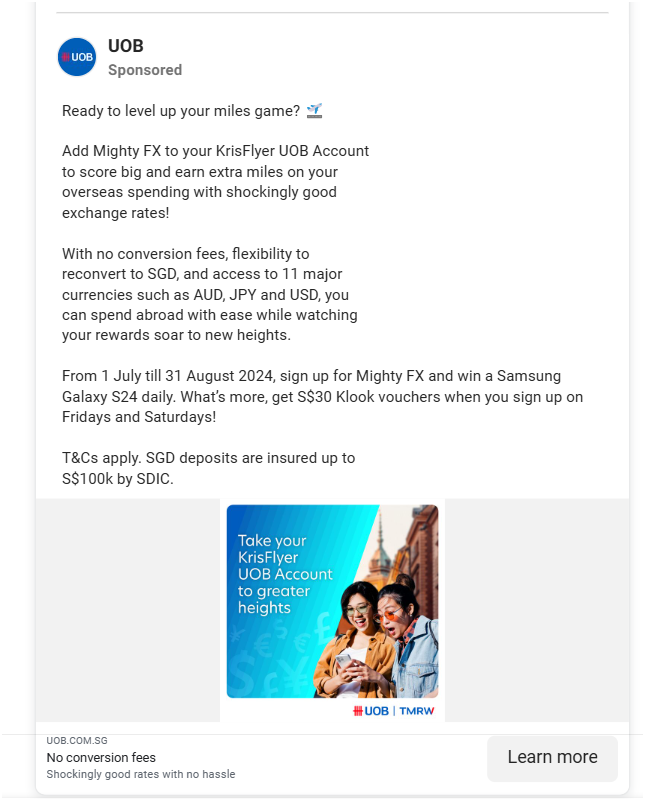 UOB
UOB
Sponsored
Ready to level up your miles game?
Add Mighty FX to your KrisFlyer UOB Account
to score big and earn extra miles on your
overseas spending with shockingly good
exchange rates!
With no conversion fees, flexibility to
reconvert to SGD, and access to 11 major
currencies such as AUD, JPY and USD, you
can spend abroad with ease while watching
your rewards soar to new heights.
From 1 July till 31 August 2024, sign up for Mighty FX and win a Samsung
Galaxy S24 daily. What’s more, get S$30 Klook vouchers when you sign up on
Fridays and Saturdays!
T&Cs apply. SGD deposits are insured up to
S$100k by SDIC.
Take your
KrisFlyer
UOB Account
to greater
heights
UOB | TMRW
UOB.COM.SG
No conversion fees
Shockingly good rates with no hassle
Learn more